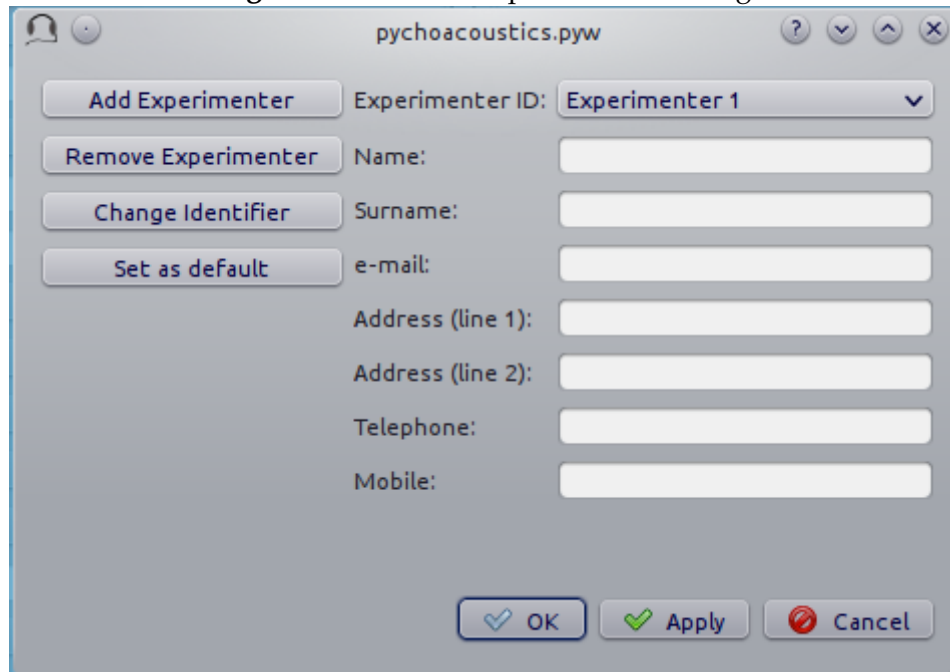 pychoacoustics.pyw
Add Experimenter Experimenter ID: Experimenter 1
Remove Experimenter Name:
Change Identifier Surname:
Set as default e-mail:
Address (line 1):
Address (line 2):
Telephone:
Mobile:
OK Apply Cancel